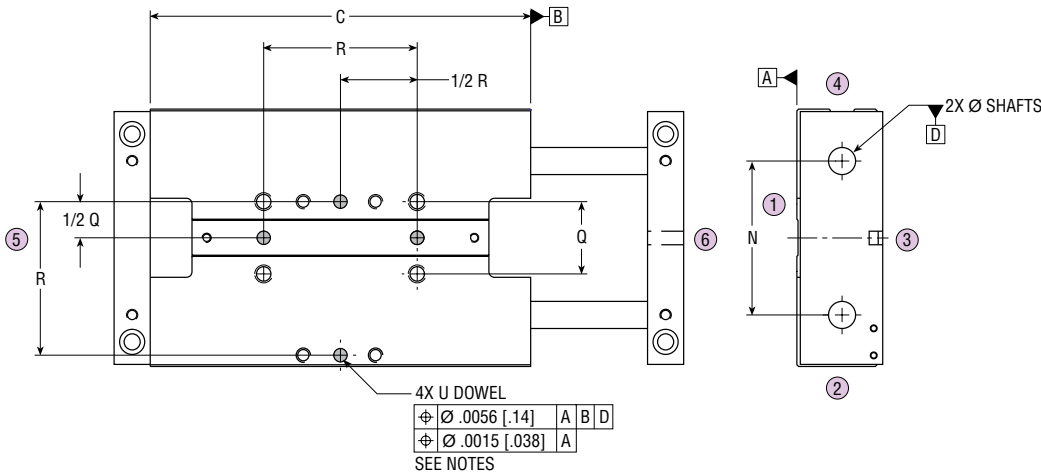 C
B
R
1/2 R
A
4
2X Ø SHAFTS
D
1
1/2 Q
5
R
Q
6
N
3
2
4X U DOWEL
⌖ Ø .0056 [.14] A B D
⌖ Ø .0015 [.038] A
SEE NOTES